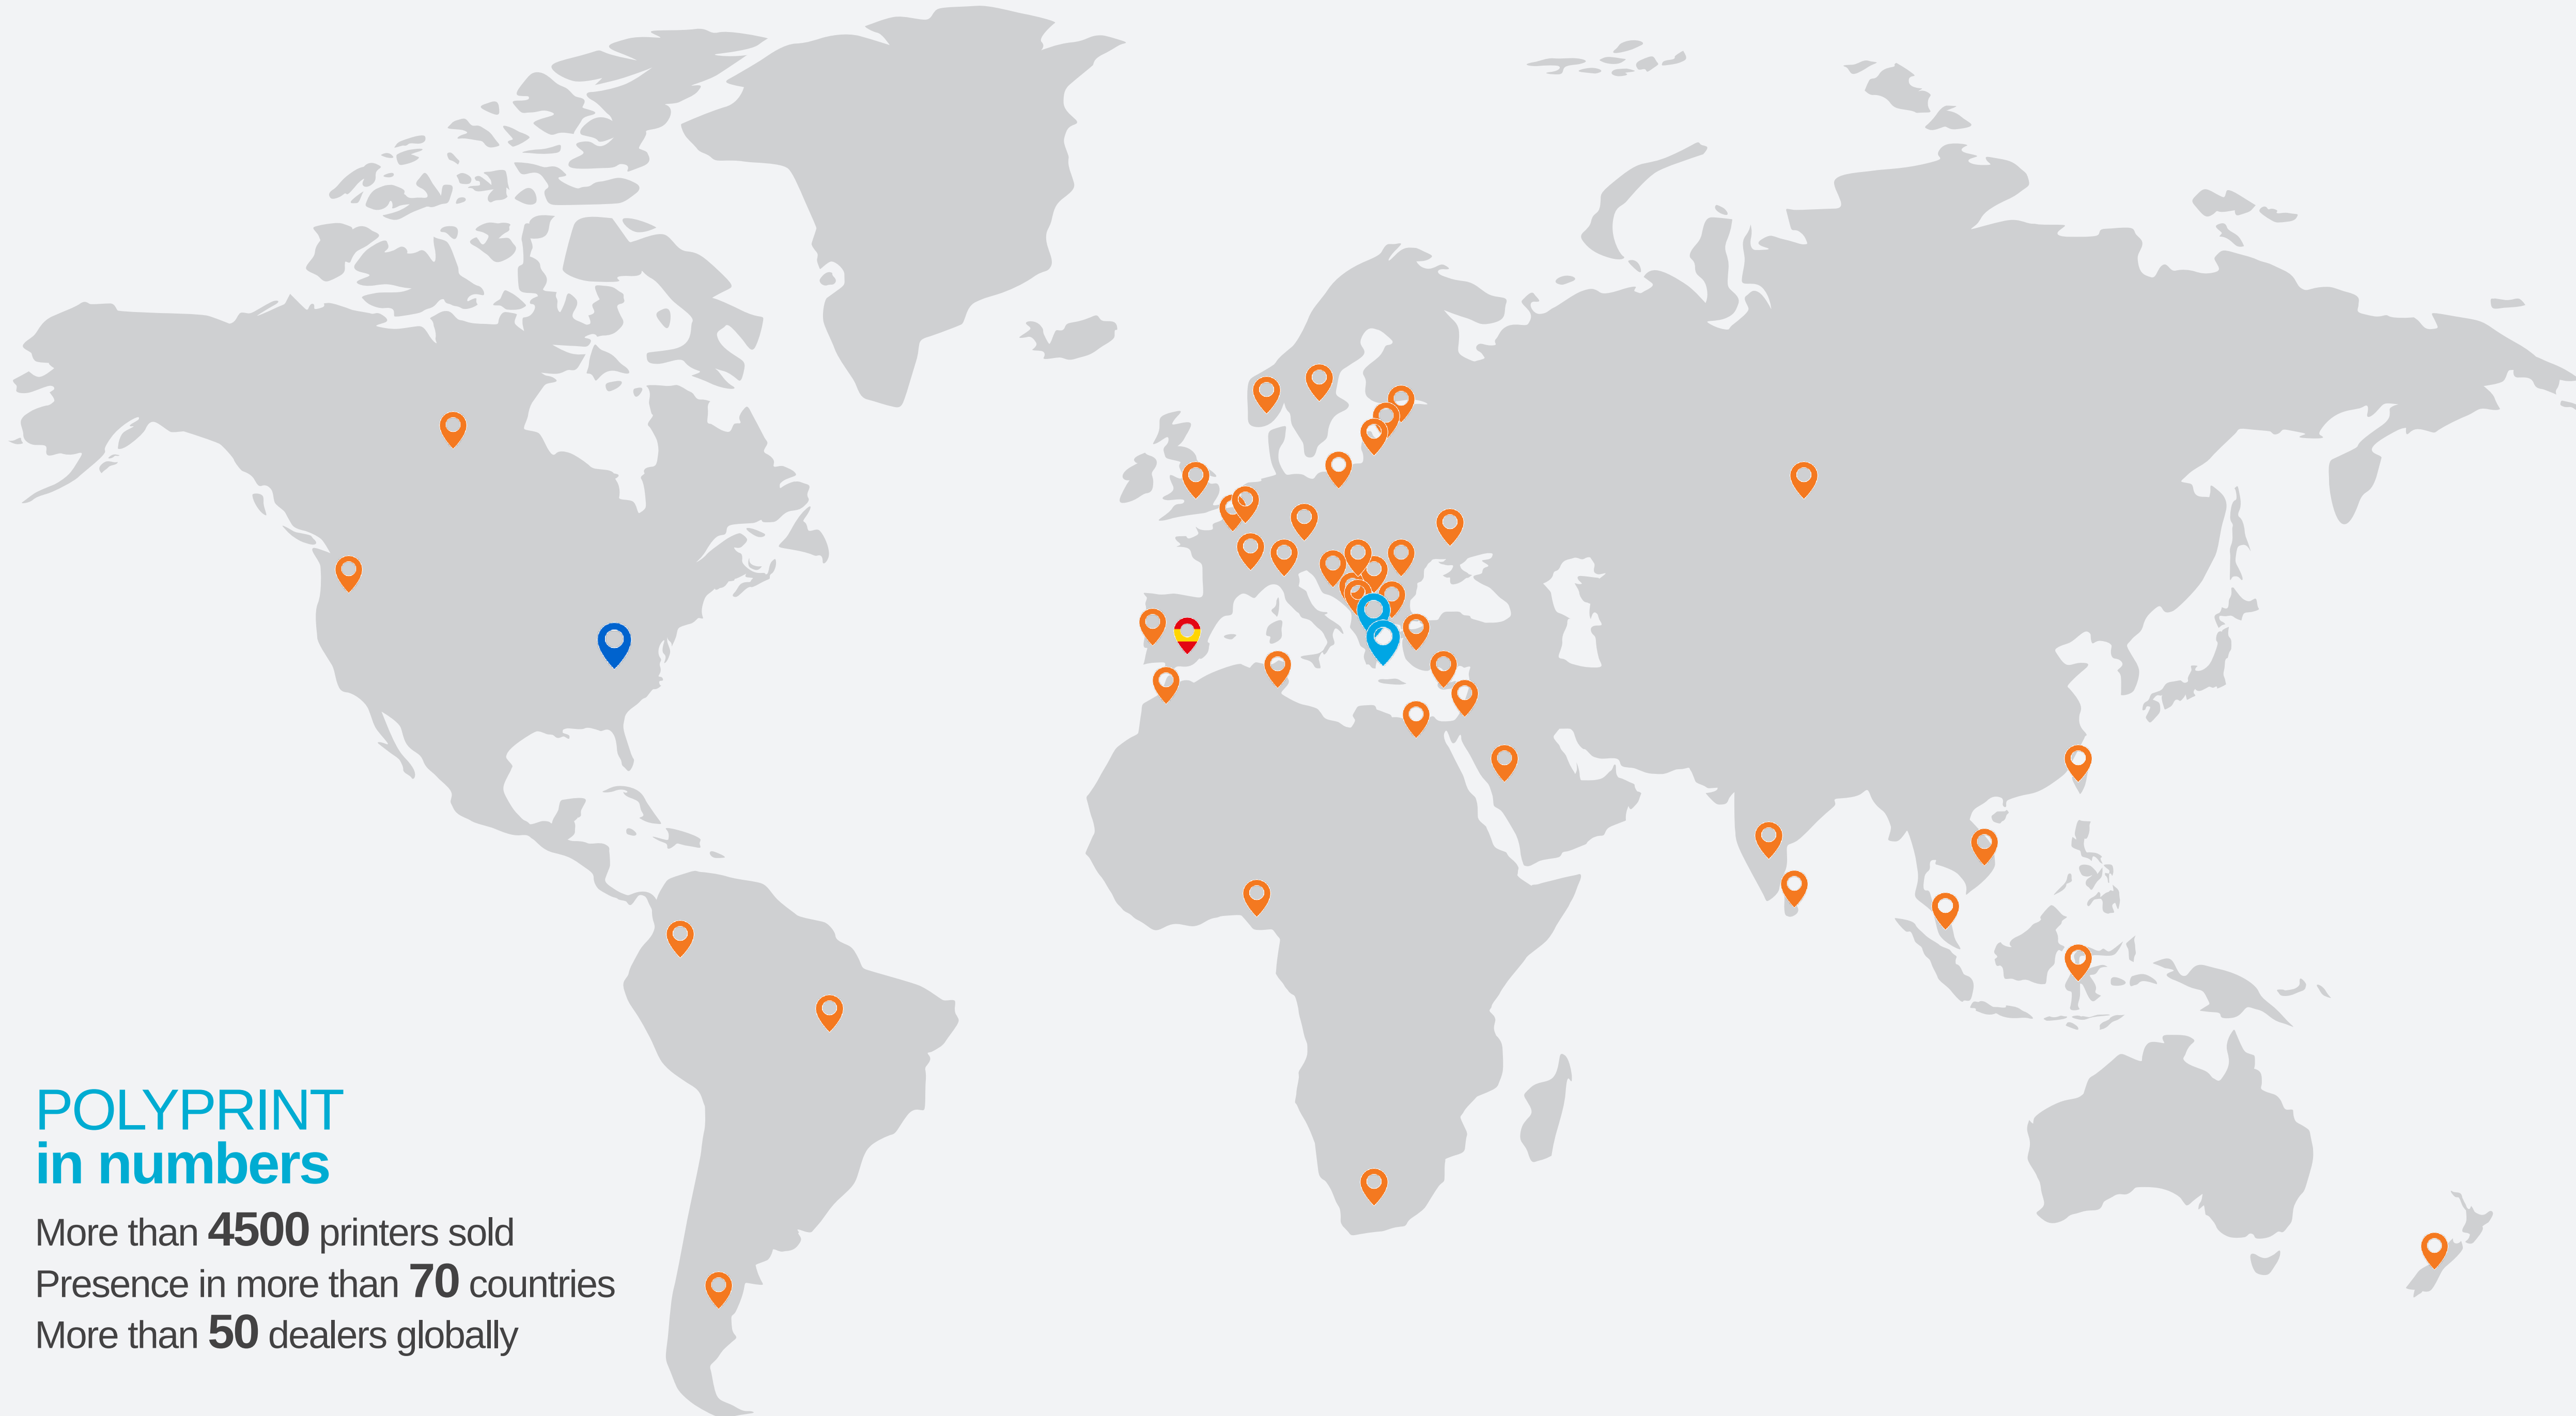 POLYPRINT
in numbers
More than 4500 printers sold
Presence in more than 70 countries
More than 50 dealers globally